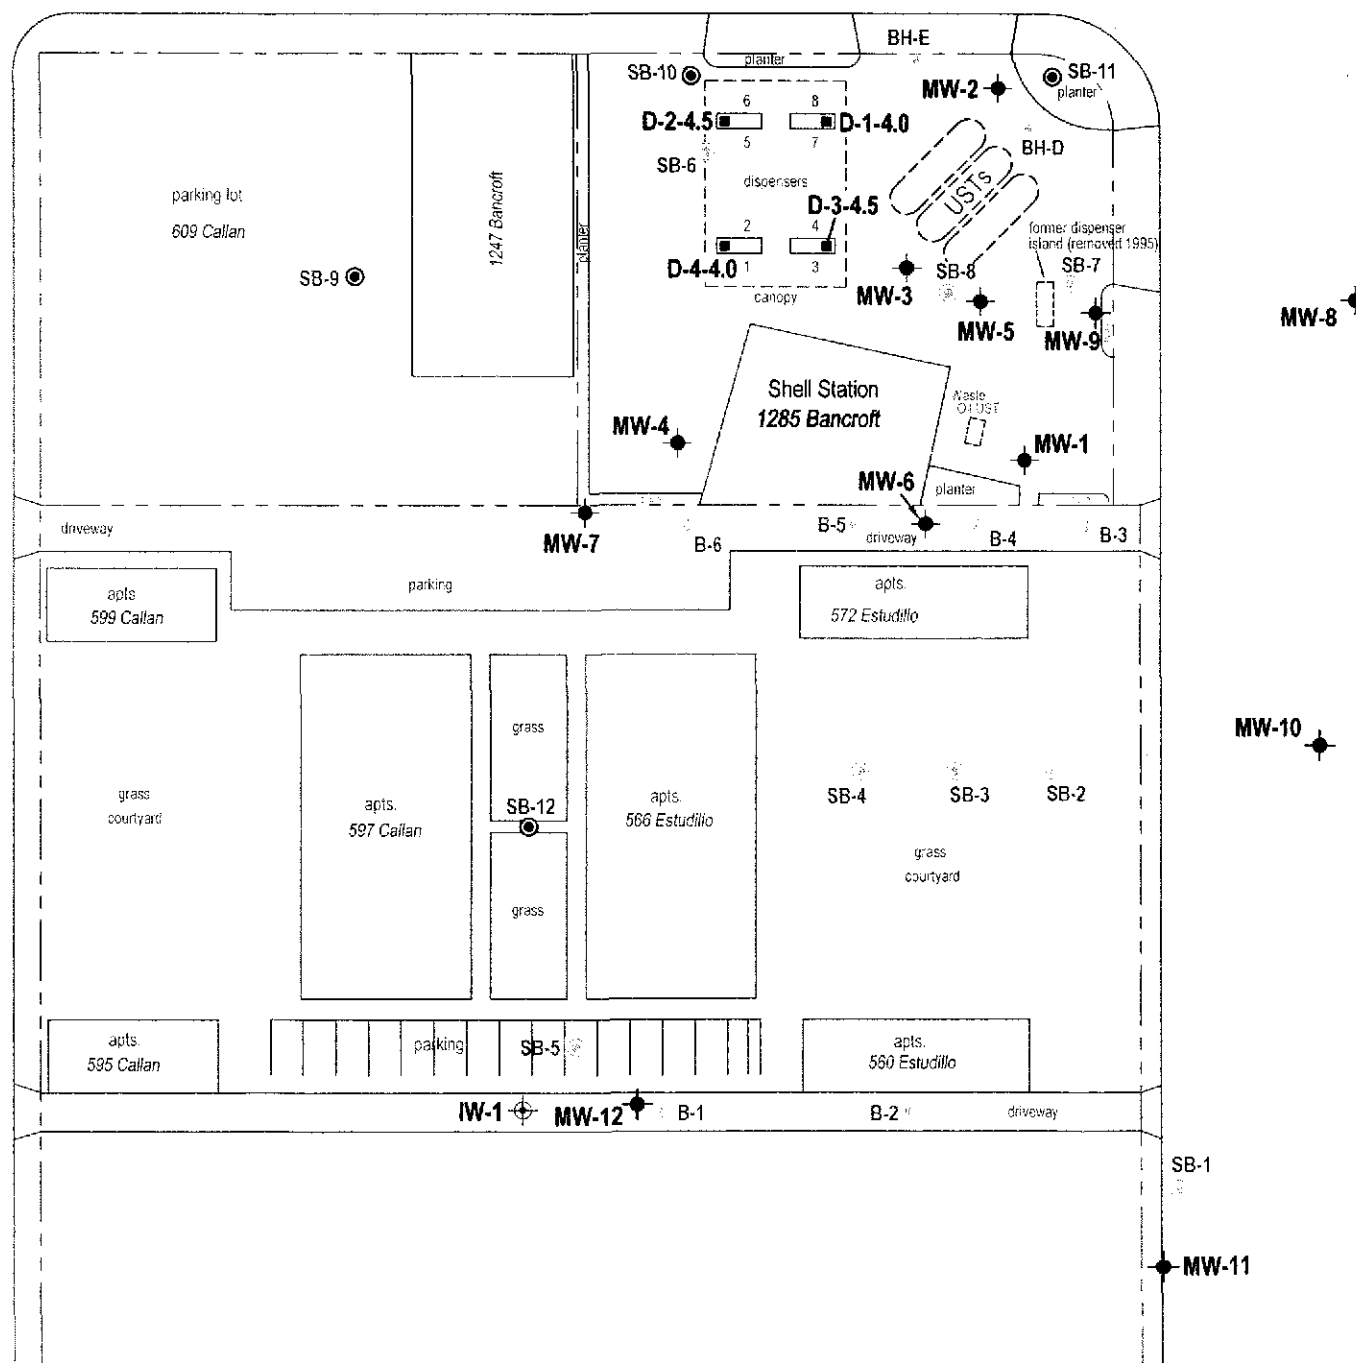 BH-E
planter
SB-10
SB-11
planter
MW-2
6
8
D-2-4.5
D-1-4.0
5
7
BH-D
SB-6
dispensers
USTs
parking lot
609 Callan
1247 Bancroft
planter
D-3-4.5
2
4
former dispenser
island (removed 1995)
D-4-4.0
1
3
SB-8
SB-7
SB-9
canopy
MW-3
MW-5
MW-9
MW-8
Shell Station
1285 Bancroft
Waste
Oil UST
MW-4
MW-1
MW-6
planter
driveway
MW-7
B-6
B-5
driveway
B-4
B-3
parking
apts
599 Callan
apts.
572 Estudillo
grass
MW-10
SB-4
SB-3
SB-2
grass
courtyard
SB-12
apts.
597 Callan
apts.
566 Estudillo
grass
courtyard
grass
apts.
595 Callan
parking
SB-5
apts.
560 Estudillo
IW-1
MW-12
B-1
B-2
driveway
SB-1
MW-11